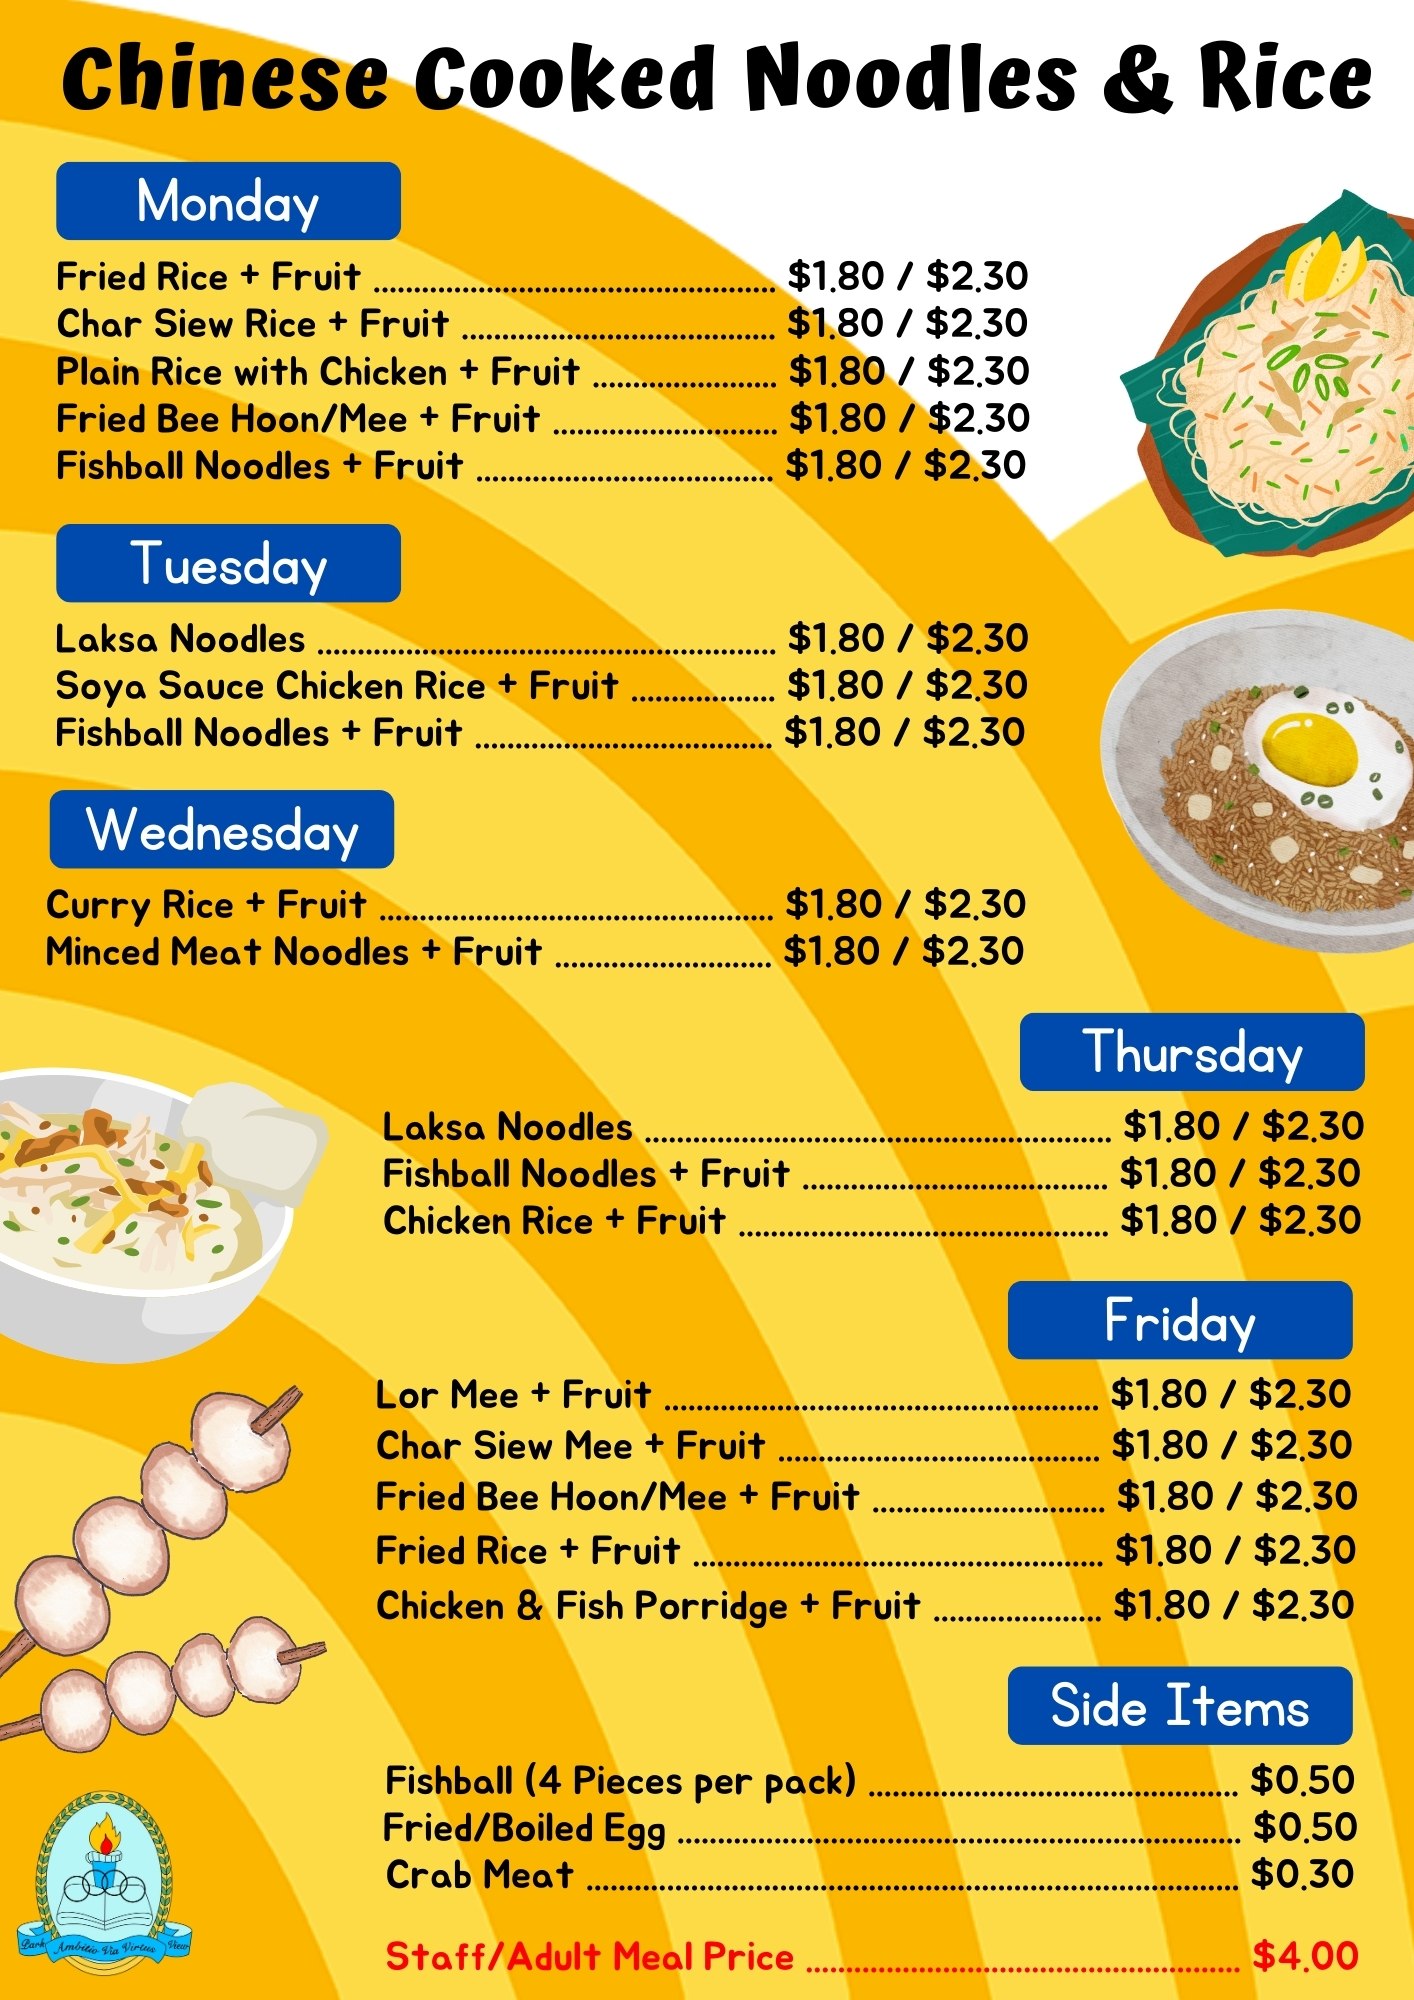 Chinese Cooked Noodles & Rice
Monday
Fried Rice + Fruit ........ $1.80 / $2.30
Char Siew Rice + Fruit ........ $1.80 / $2.30
Plain Rice with Chicken + Fruit ........ $1.80 / $2.30
Fried Bee Hoon/Mee + Fruit ........ $1.80 / $2.30
Fishball Noodles + Fruit ........ $1.80 / $2.30
Tuesday
Laksa Noodles ........ $1.80 / $2.30
Soya Sauce Chicken Rice + Fruit ........ $1.80 / $2.30
Fishball Noodles + Fruit ........ $1.80 / $2.30
Wednesday
Curry Rice + Fruit ........ $1.80 / $2.30
Minced Meat Noodles + Fruit ........ $1.80 / $2.30
Thursday
Laksa Noodles ........ $1.80 / $2.30
Fishball Noodles + Fruit ........ $1.80 / $2.30
Chicken Rice + Fruit ........ $1.80 / $2.30
Friday
Lor Mee + Fruit ........ $1.80 / $2.30
Char Siew Mee + Fruit ........ $1.80 / $2.30
Fried Bee Hoon/Mee + Fruit ........ $1.80 / $2.30
Fried Rice + Fruit ........ $1.80 / $2.30
Chicken & Fish Porridge + Fruit ........ $1.80 / $2.30
Side Items
Fishball (4 Pieces per pack) ........ $0.50
Fried/Boiled Egg ........ $0.50
Crab Meat ........ $0.30
Staff/Adult Meal Price ........ $4.00
Park Ambitio Via Virtus View